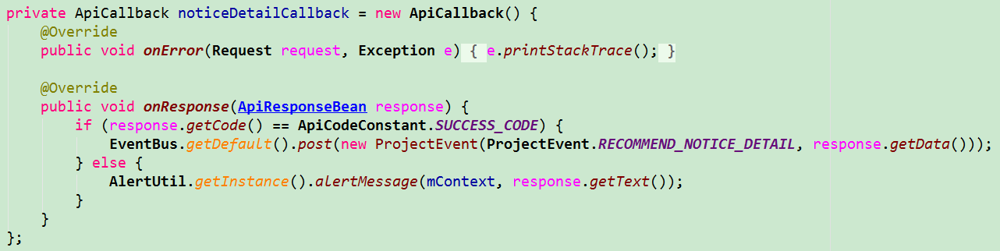 private ApiCallback noticeDetailCallback = new ApiCallback() {
    @Override
    public void onError(Request request, Exception e) { e.printStackTrace(); }

    @Override
    public void onResponse(ApiResponseBean response) {
        if (response.getCode() == ApiCodeConstant.SUCCESS_CODE) {
            EventBus.getDefault().post(new ProjectEvent(ProjectEvent.RECOMMEND_NOTICE_DETAIL, response.getData()));
        } else {
            AlertUtil.getInstance().alertMessage(mContext, response.getText());
        }
    }
};